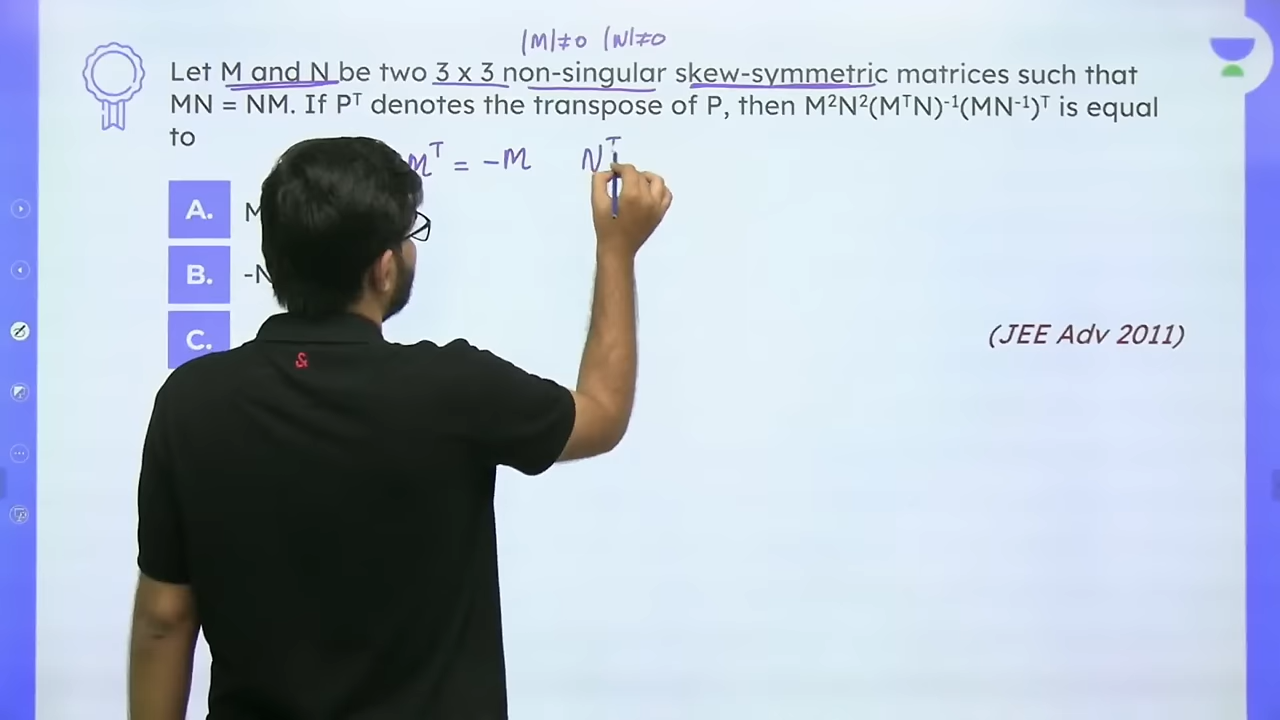 |M|≠0 |N|≠0
Let M and N be two 3 x 3 non-singular skew-symmetric matrices such that
MN = NM. If Pᵀ denotes the transpose of P, then M²N²(MᵀN)⁻¹(MN⁻¹)ᵀ is equal
to
Mᵀ = -M Nᵀ
A.
B. -N
C.
(JEE Adv 2011)